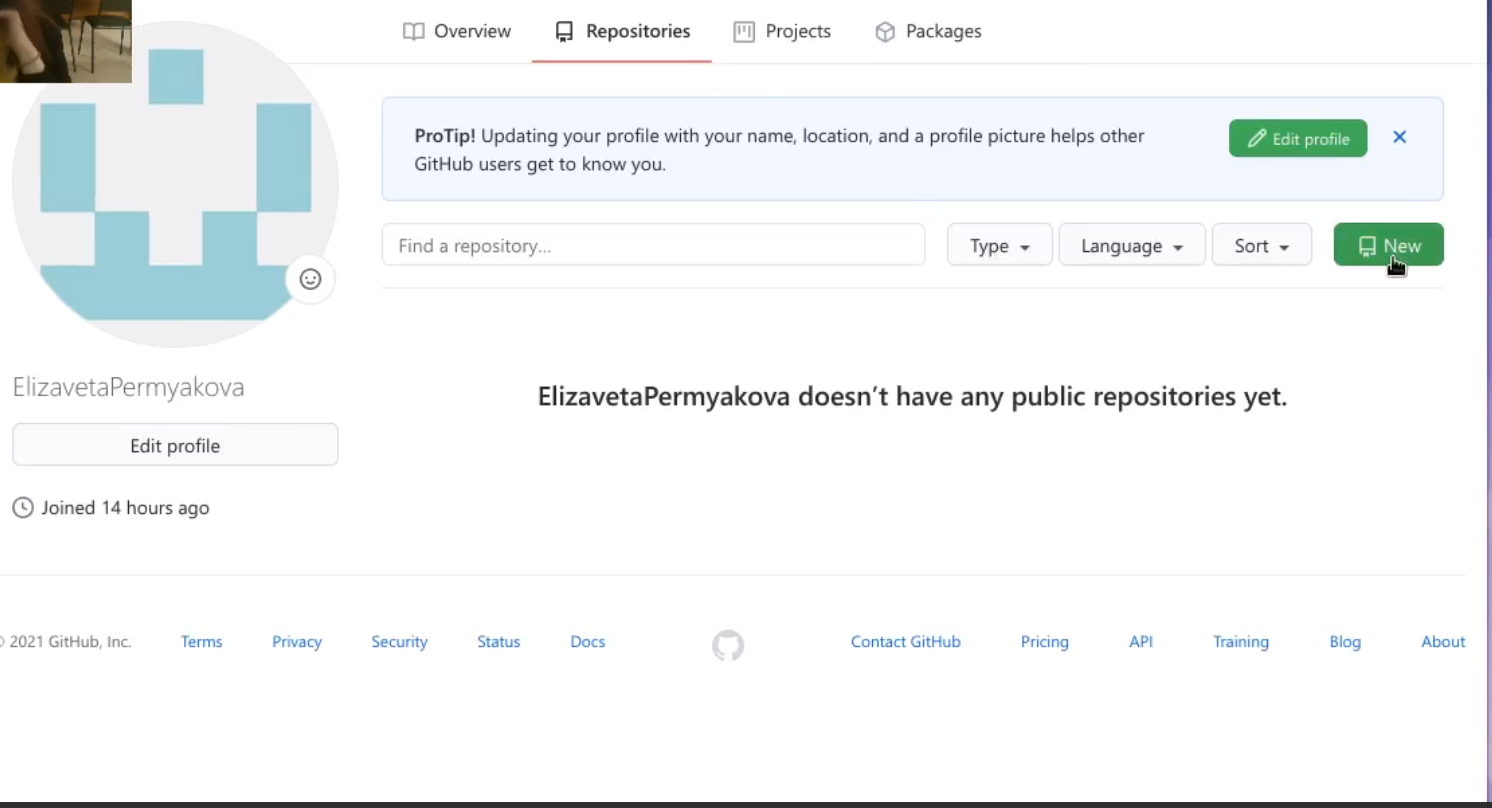 Overview Repositories Projects Packages
ProTip! Updating your profile with your name, location, and a profile picture helps other
GitHub users get to know you.
Edit profile
Find a repository...
Type Language Sort New
ElizavetaPermyakova
ElizavetaPermyakova doesn’t have any public repositories yet.
Edit profile
Joined 14 hours ago
© 2021 GitHub, Inc. Terms Privacy Security Status Docs Contact GitHub Pricing API Training Blog About